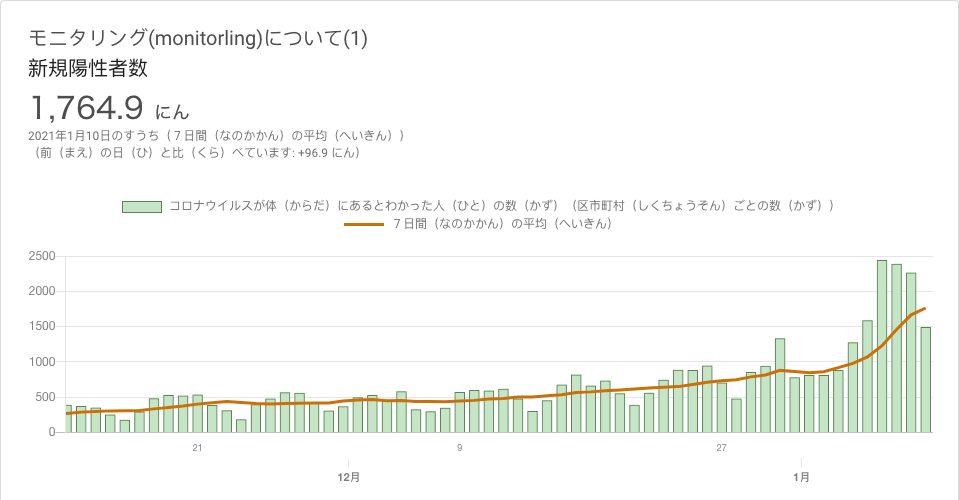 モニタリング(monitorling)について(1)
新規陽性者数
1,764.9 にん
2021年1月10日のすうち（７日間（なのかかん）の平均（へいきん））
（前（まえ）の日（ひ）と比（くら）べています: +96.9 にん）
コロナウイルスが体（からだ）にあるとわかった人（ひと）の数（かず）（区市町村（しくちょうそん）ごとの数（かず））
７日間（なのかかん）の平均（へいきん）
2500
2000
1500
1000
500
0
21 9 27
12月 1月